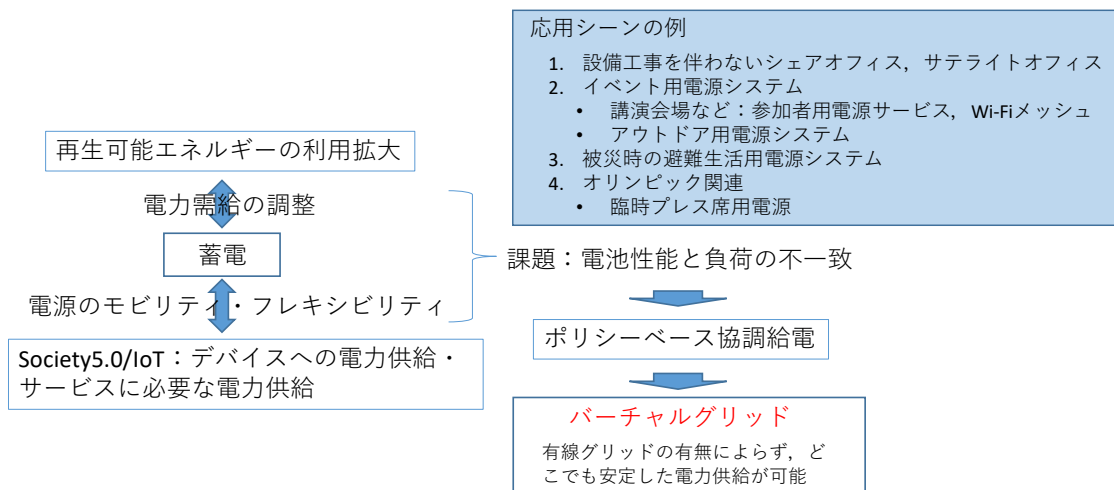 応用シーンの例
1. 設備工事を伴わないシェアオフィス，サテライトオフィス
2. イベント用電源システム
• 講演会場など：参加者用電源サービス，Wi-Fiメッシュ
• アウトドア用電源システム
3. 被災時の避難生活用電源システム
4. オリンピック関連
• 臨時プレス席用電源
再生可能エネルギーの利用拡大
電力需給の調整
蓄電
電源のモビリティ・フレキシビリティ
Society5.0/IoT：デバイスへの電力供給・
サービスに必要な電力供給
課題：電池性能と負荷の不一致
ポリシーベース協調給電
バーチャルグリッド
有線グリッドの有無によらず，ど
こでも安定した電力供給が可能